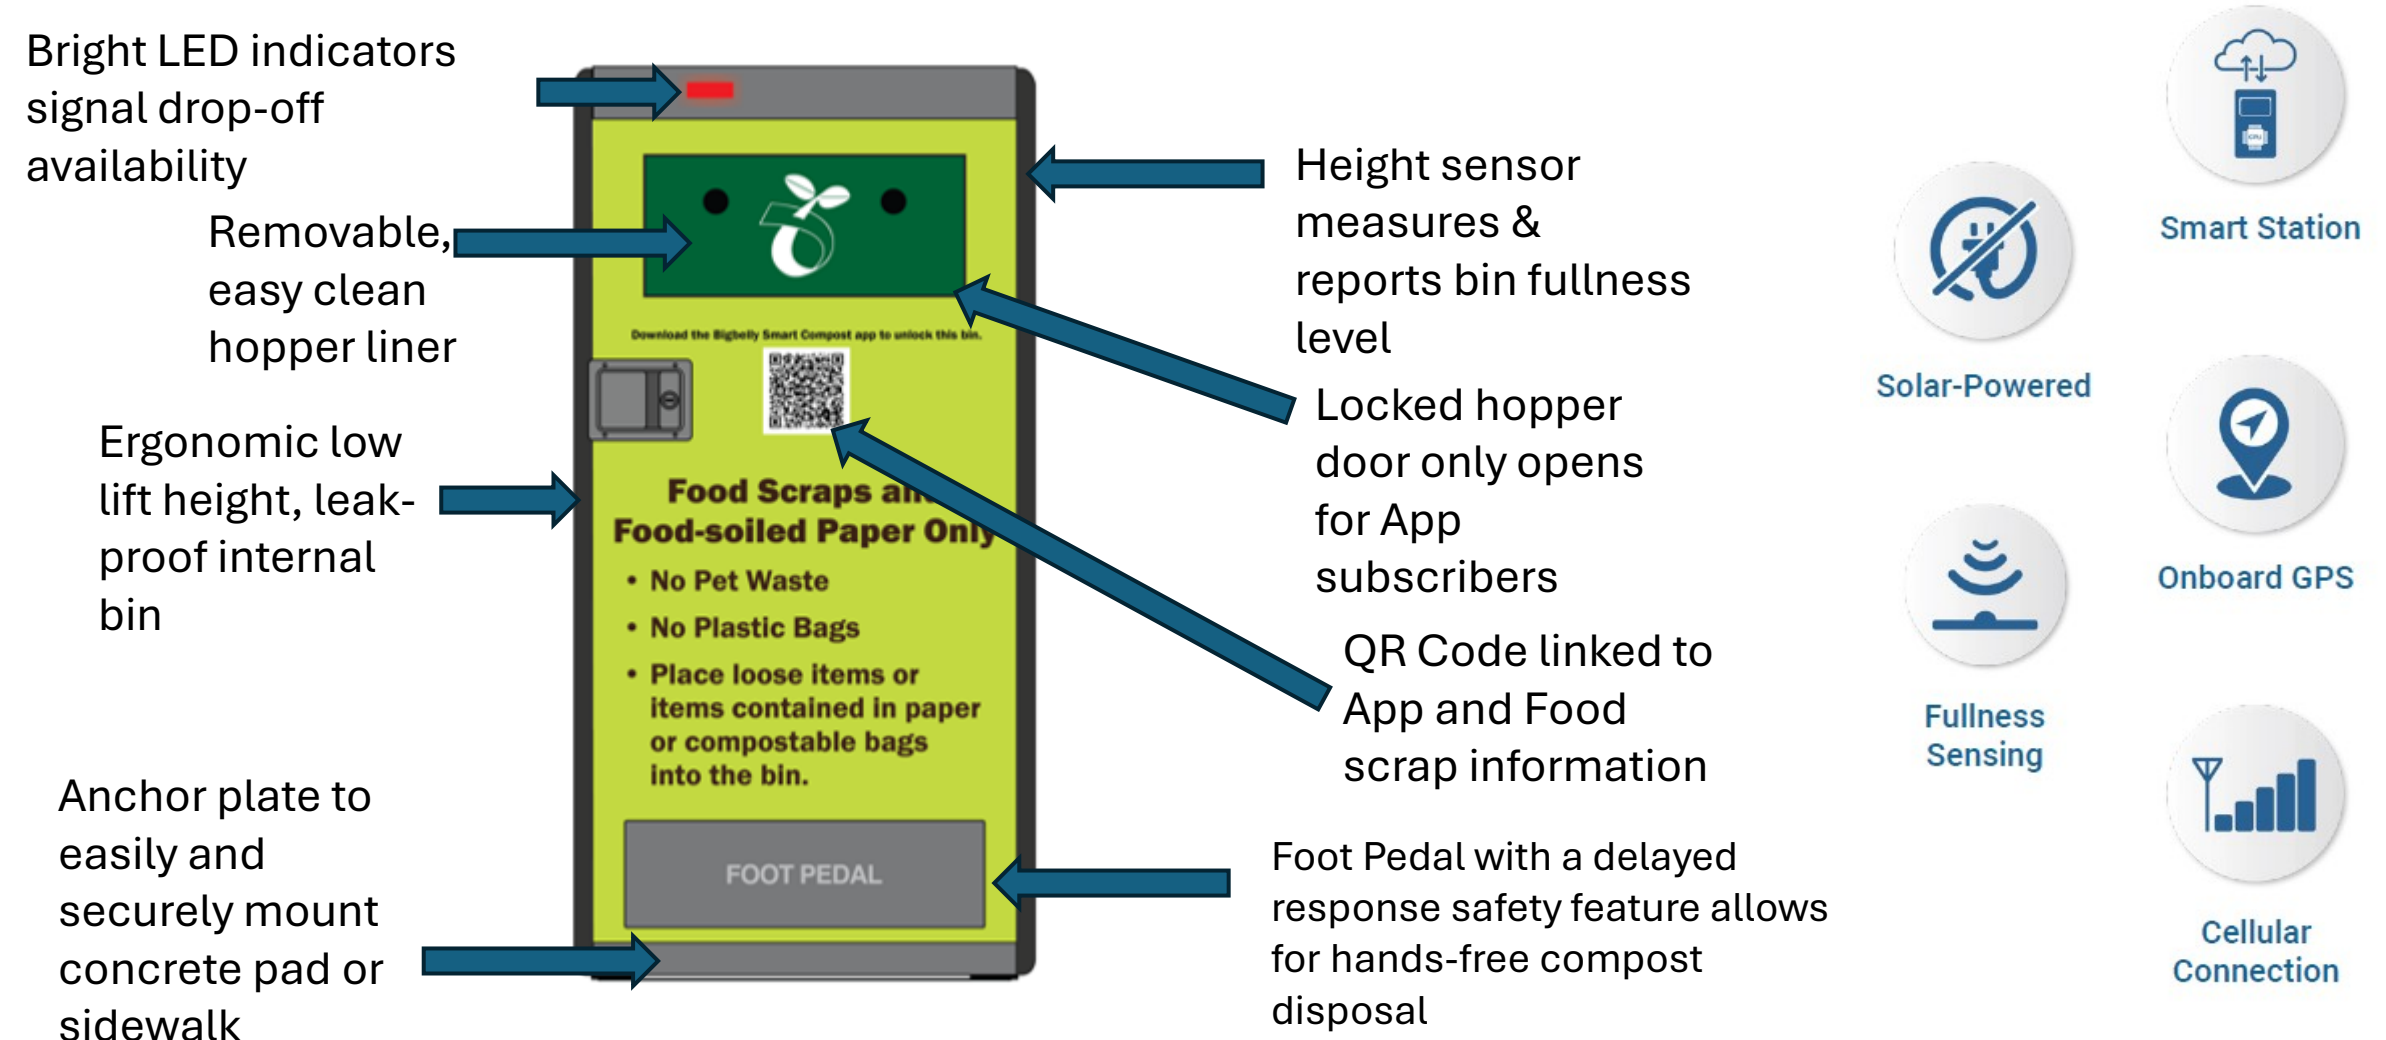 Bright LED indicators
signal drop-off
availability
Removable,
easy clean
hopper liner
Ergonomic low
lift height, leak-
proof internal
bin
Anchor plate to
easily and
securely mount
concrete pad or
sidewalk
Download the Bigbelly Smart Compost app to unlock this bin.
Food Scraps an
Food-soiled Paper Only
• No Pet Waste
• No Plastic Bags
• Place loose items or
items contained in paper
or compostable bags
into the bin.
FOOT PEDAL
Height sensor
measures &
reports bin fullness
level
Locked hopper
door only opens
for App
subscribers
QR Code linked to
App and Food
scrap information
Foot Pedal with a delayed
response safety feature allows
for hands-free compost
disposal
CPU
Smart Station
Solar-Powered
Onboard GPS
Fullness
Sensing
Cellular
Connection